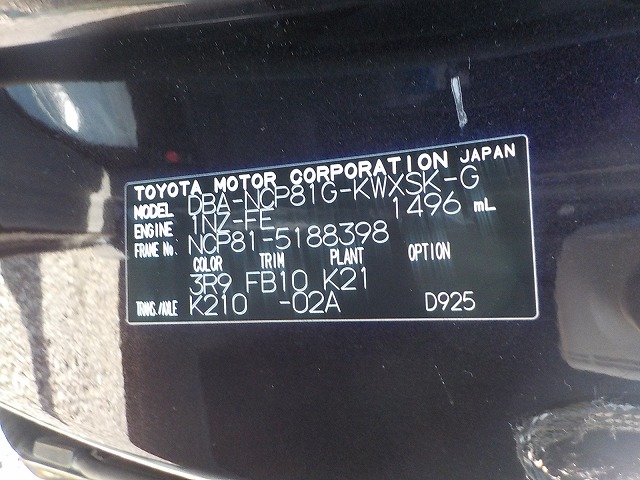 TOYOTA MOTOR CORPORATION JAPAN
MODEL DBA-NCP81G-KWXSK-G
ENGINE 1NZ-FE 1496 mL
FRAME No. NCP81-5188398
COLOR TRIM PLANT OPTION
3R9 FB10 K21
TRANS./AXLE K210 -02A D925